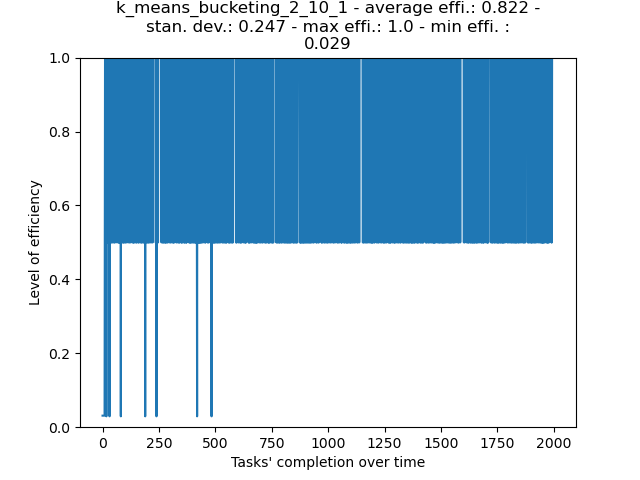 k_means_bucketing_2_10_1 - average effi.: 0.822 -
stan. dev.: 0.247 - max effi.: 1.0 - min effi. :
0.029
1.0
0.8
0.6
0.4
0.2
0.0
Level of efficiency
0 250 500 750 1000 1250 1500 1750 2000
Tasks' completion over time